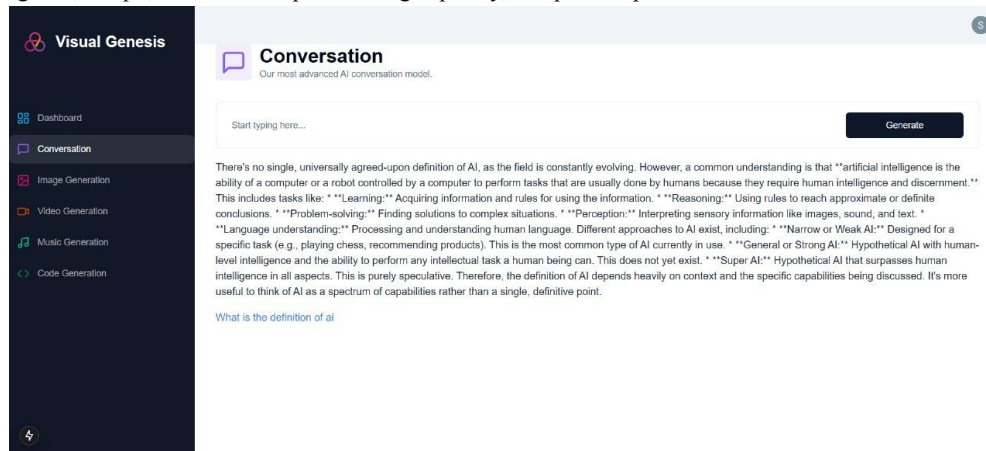 Visual Genesis
S
Conversation
Our most advanced AI conversation model.
Dashboard
Conversation
Image Generation
Video Generation
Music Generation
Code Generation
Start typing here...
Generate
There's no single, universally agreed-upon definition of AI, as the field is constantly evolving. However, a common understanding is that **artificial intelligence is the
ability of a computer or a robot controlled by a computer to perform tasks that are usually done by humans because they require human intelligence and discernment.**
This includes tasks like: * **Learning:** Acquiring information and rules for using the information. * **Reasoning:** Using rules to reach approximate or definite
conclusions. * **Problem-solving:** Finding solutions to complex situations. * **Perception:** Interpreting sensory information like images, sound, and text. *
**Language understanding:** Processing and understanding human language. Different approaches to AI exist, including: * **Narrow or Weak AI:** Designed for a
specific task (e.g., playing chess, recommending products). This is the most common type of AI currently in use. * **General or Strong AI:** Hypothetical AI with human-
level intelligence and the ability to perform any intellectual task a human being can. This does not yet exist. * **Super AI:** Hypothetical AI that surpasses human
intelligence in all aspects. This is purely speculative. Therefore, the definition of AI depends heavily on context and the specific capabilities being discussed. It's more
useful to think of AI as a spectrum of capabilities rather than a single, definitive point.
What is the definition of ai